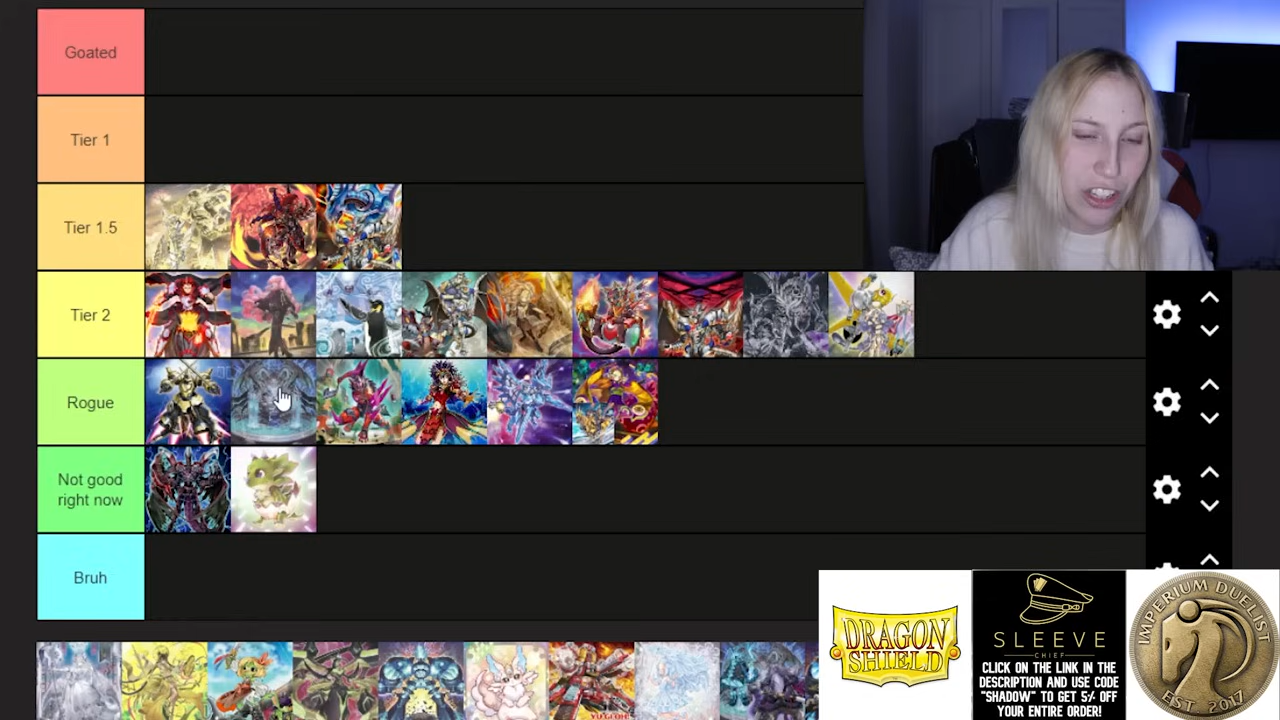 Goated
Tier 1
Tier 1.5
Tier 2
Rogue
Not good
right now
Bruh
DRAGON
SHIELD
SLEEVE
CHIEF
CLICK ON THE LINK IN THE
DESCRIPTION AND USE CODE
"SHADOW" TO GET 5% OFF
YOUR ENTIRE ORDER!
IMPERIUM DUELIST
EST 2017